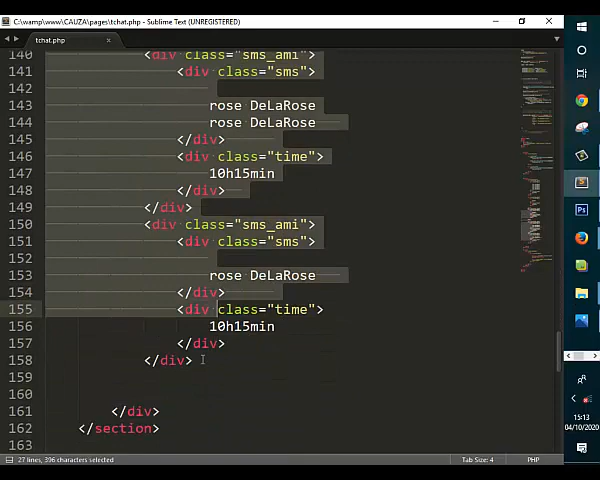 C:\wamp\www\CAUZA\pages\tchat.php - Sublime Text (UNREGISTERED)
tchat.php
140 <div class="sms_ami">
141 <div class="sms">
142
143 rose DeLaRose
144 rose DeLaRose
145 </div>
146 <div class="time">
147 10h15min
148 </div>
149 </div>
150 <div class="sms_ami">
151 <div class="sms">
152
153 rose DeLaRose
154 </div>
155 <div class="time">
156 10h15min
157 </div>
158 </div>
159
160
161 </div>
162 </section>
163
27 lines, 396 characters selected
Tab Size: 4
PHP
Ps
15:13
04/10/2020